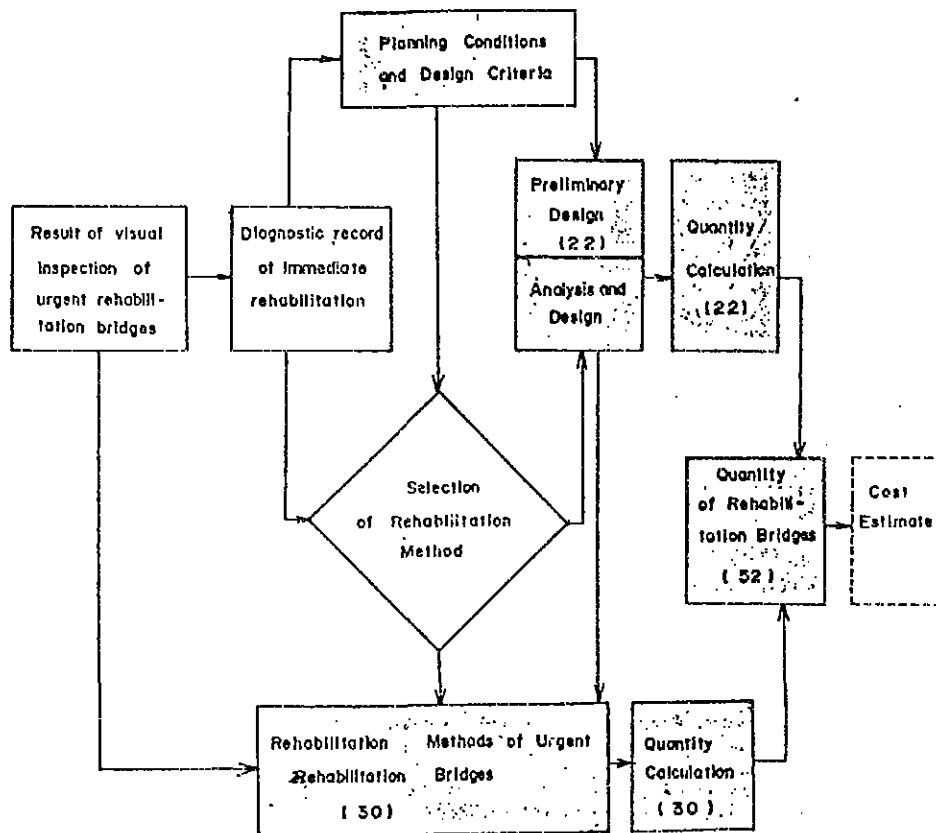 Planning Conditions
and Design Criteria
Result of visual
inspection of
urgent rehabili-
tation bridges
Diagnostic record
of immediate
rehabilitation
Preliminary
Design
(22)
Analysis and
Design
Quantity
Calculation
(22)
Selection
of Rehabilitation
Method
Quantity
of Rehabili-
tation Bridges
(52)
Cost
Estimate
Rehabilitation Methods of Urgent
Rehabilitation Bridges
(30)
Quantity
Calculation
(30)